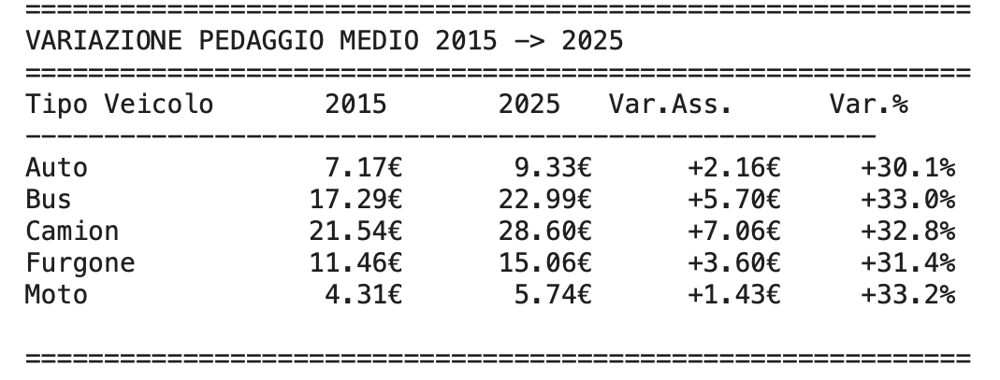 ============================================================
VARIAZIONE PEDAGGIO MEDIO 2015 -> 2025
============================================================
Tipo Veicolo       2015       2025   Var.Ass.      Var.%
------------------------------------------------------
Auto               7.17€       9.33€      +2.16€     +30.1%
Bus               17.29€      22.99€      +5.70€     +33.0%
Camion            21.54€      28.60€      +7.06€     +32.8%
Furgone           11.46€      15.06€      +3.60€     +31.4%
Moto               4.31€       5.74€      +1.43€     +33.2%
============================================================